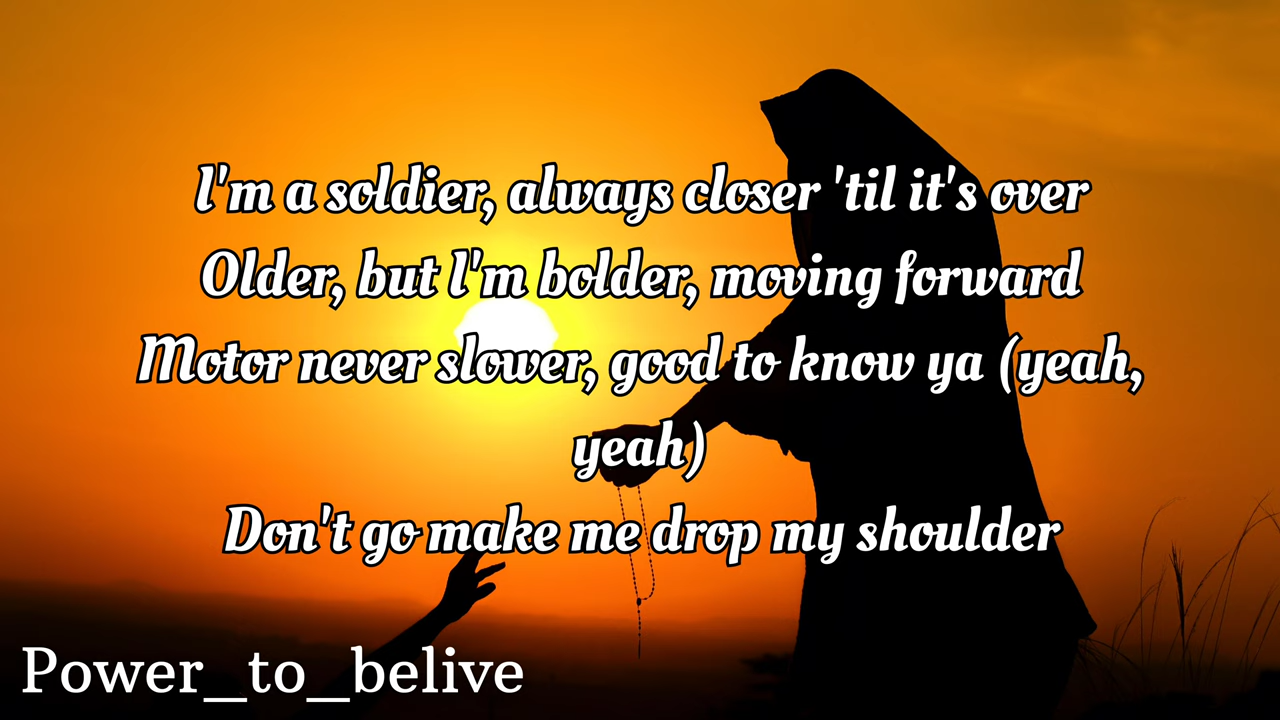 I'm a soldier, always closer 'til it's over
Older, but I'm bolder, moving forward
Motor never slower, good to know ya (yeah,
yeah)
Don't go make me drop my shoulder
Power_to_belive